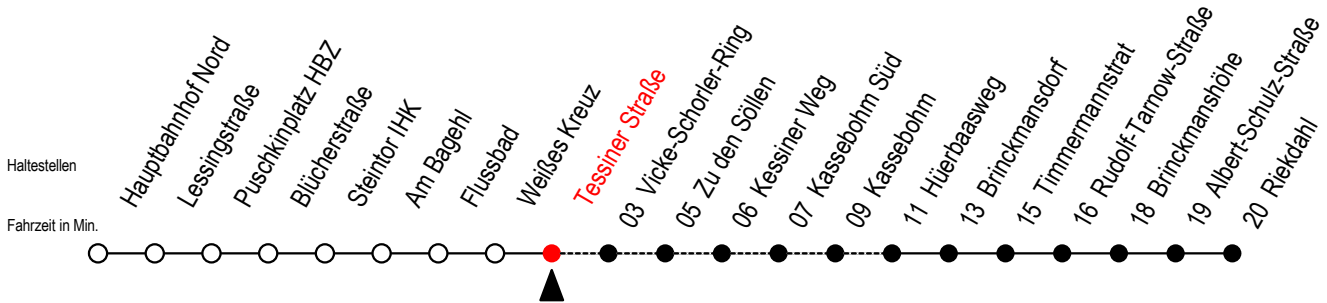 Haltestellen
Fahrzeit in Min.
Hauptbahnhof Nord
Lessingstraße
Puschkinplatz HBZ
Blücherstraße
Steintor IHK
Am Bagehl
Flussbad
Weißes Kreuz
Tessiner Straße
03 Vicke-Schorler-Ring
05 Zu den Söllen
06 Kessiner Weg
07 Kassebohm Süd
09 Kassebohm
11 Hüerbaasweg
13 Brinckmansdorf
15 Timmermannstrat
16 Rudolf-Tarnow-Straße
18 Brinckmanshöhe
19 Albert-Schulz-Straße
20 Riekdahl